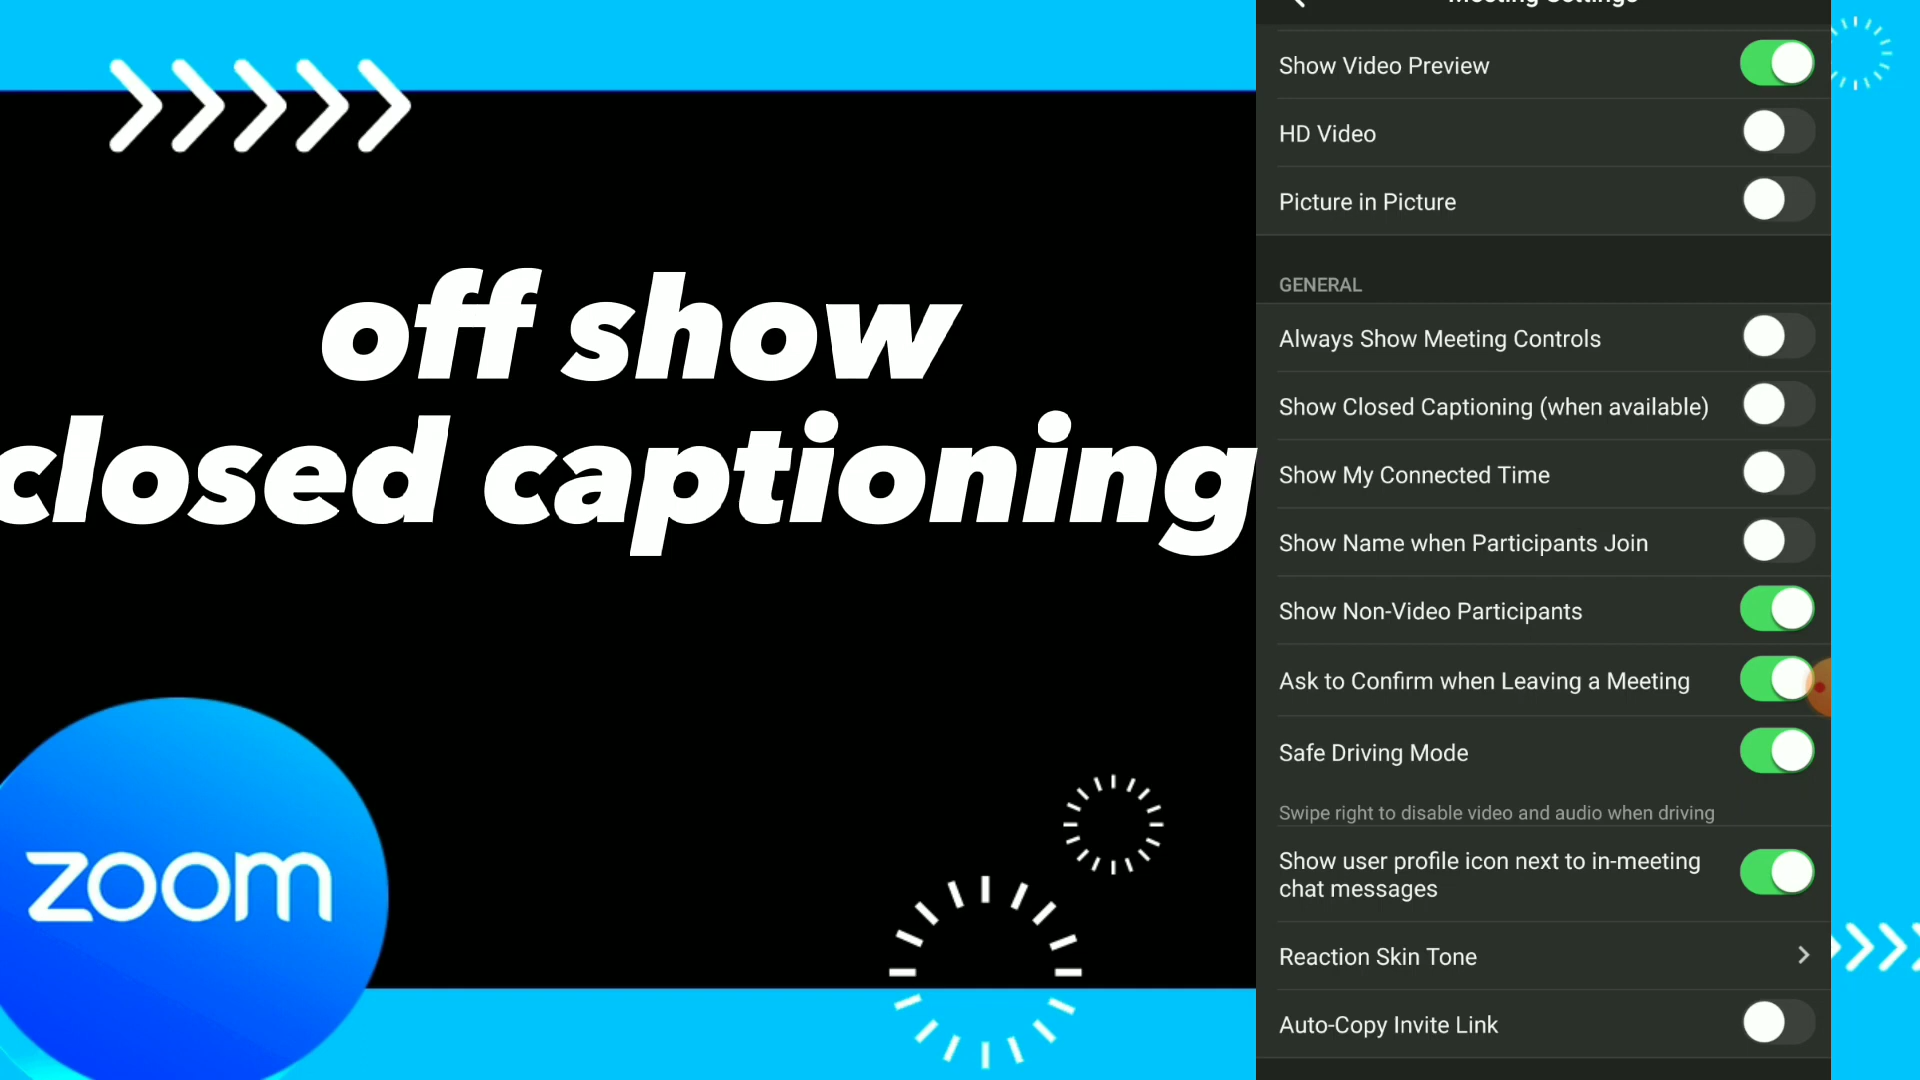 Meeting Settings
Show Video Preview
HD Video
Picture in Picture
GENERAL
Always Show Meeting Controls
Show Closed Captioning (when available)
Show My Connected Time
Show Name when Participants Join
Show Non-Video Participants
Ask to Confirm when Leaving a Meeting
Safe Driving Mode
Swipe right to disable video and audio when driving
Show user profile icon next to in-meeting
chat messages
Reaction Skin Tone
Auto-Copy Invite Link
off show
closed captioning
zoom